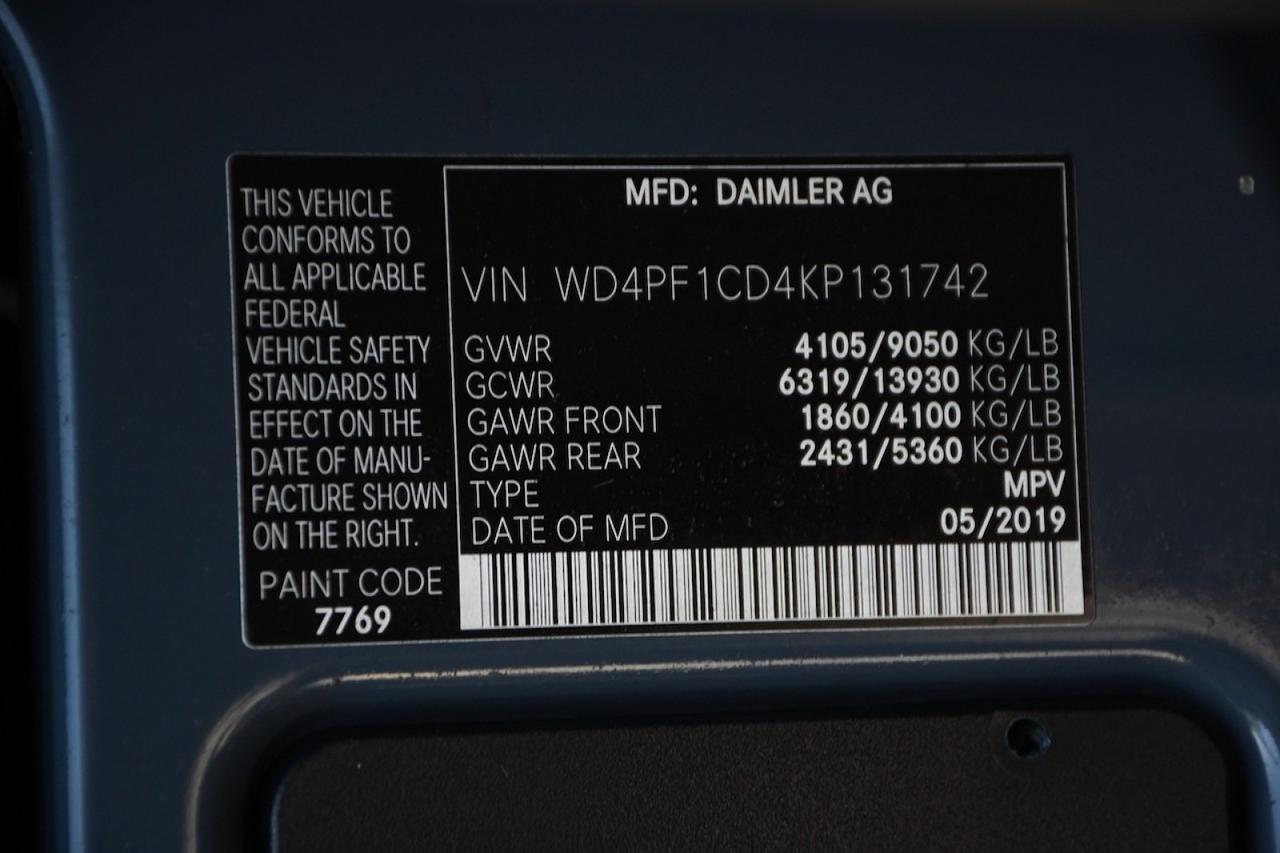 THIS VEHICLE
CONFORMS TO
ALL APPLICABLE
FEDERAL
VEHICLE SAFETY
STANDARDS IN
EFFECT ON THE
DATE OF MANU-
FACTURE SHOWN
ON THE RIGHT.
PAINT CODE
7769
MFD: DAIMLER AG
VIN WD4PF1CD4KP131742
GVWR 4105/9050 KG/LB
GCWR 6319/13930 KG/LB
GAWR FRONT 1860/4100 KG/LB
GAWR REAR 2431/5360 KG/LB
TYPE MPV
DATE OF MFD 05/2019